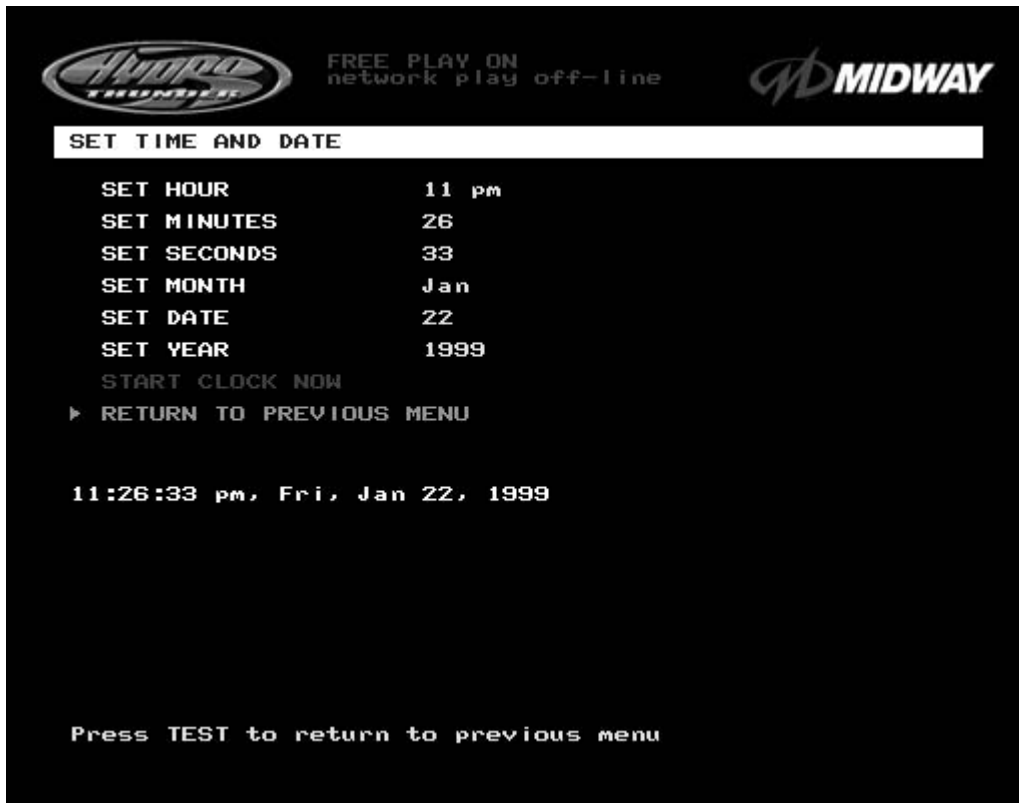 HYDRO
THUNDER
FREE PLAY ON
network play off-line
MIDWAY
SET TIME AND DATE
SET HOUR 11 pm
SET MINUTES 26
SET SECONDS 33
SET MONTH Jan
SET DATE 22
SET YEAR 1999
START CLOCK NOW
RETURN TO PREVIOUS MENU
11:26:33 pm, Fri, Jan 22, 1999
Press TEST to return to previous menu